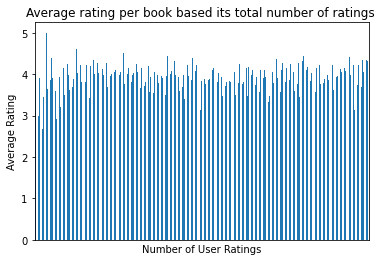 Average rating per book based its total number of ratings
5
4
3
2
1
0
Average Rating
Number of User Ratings